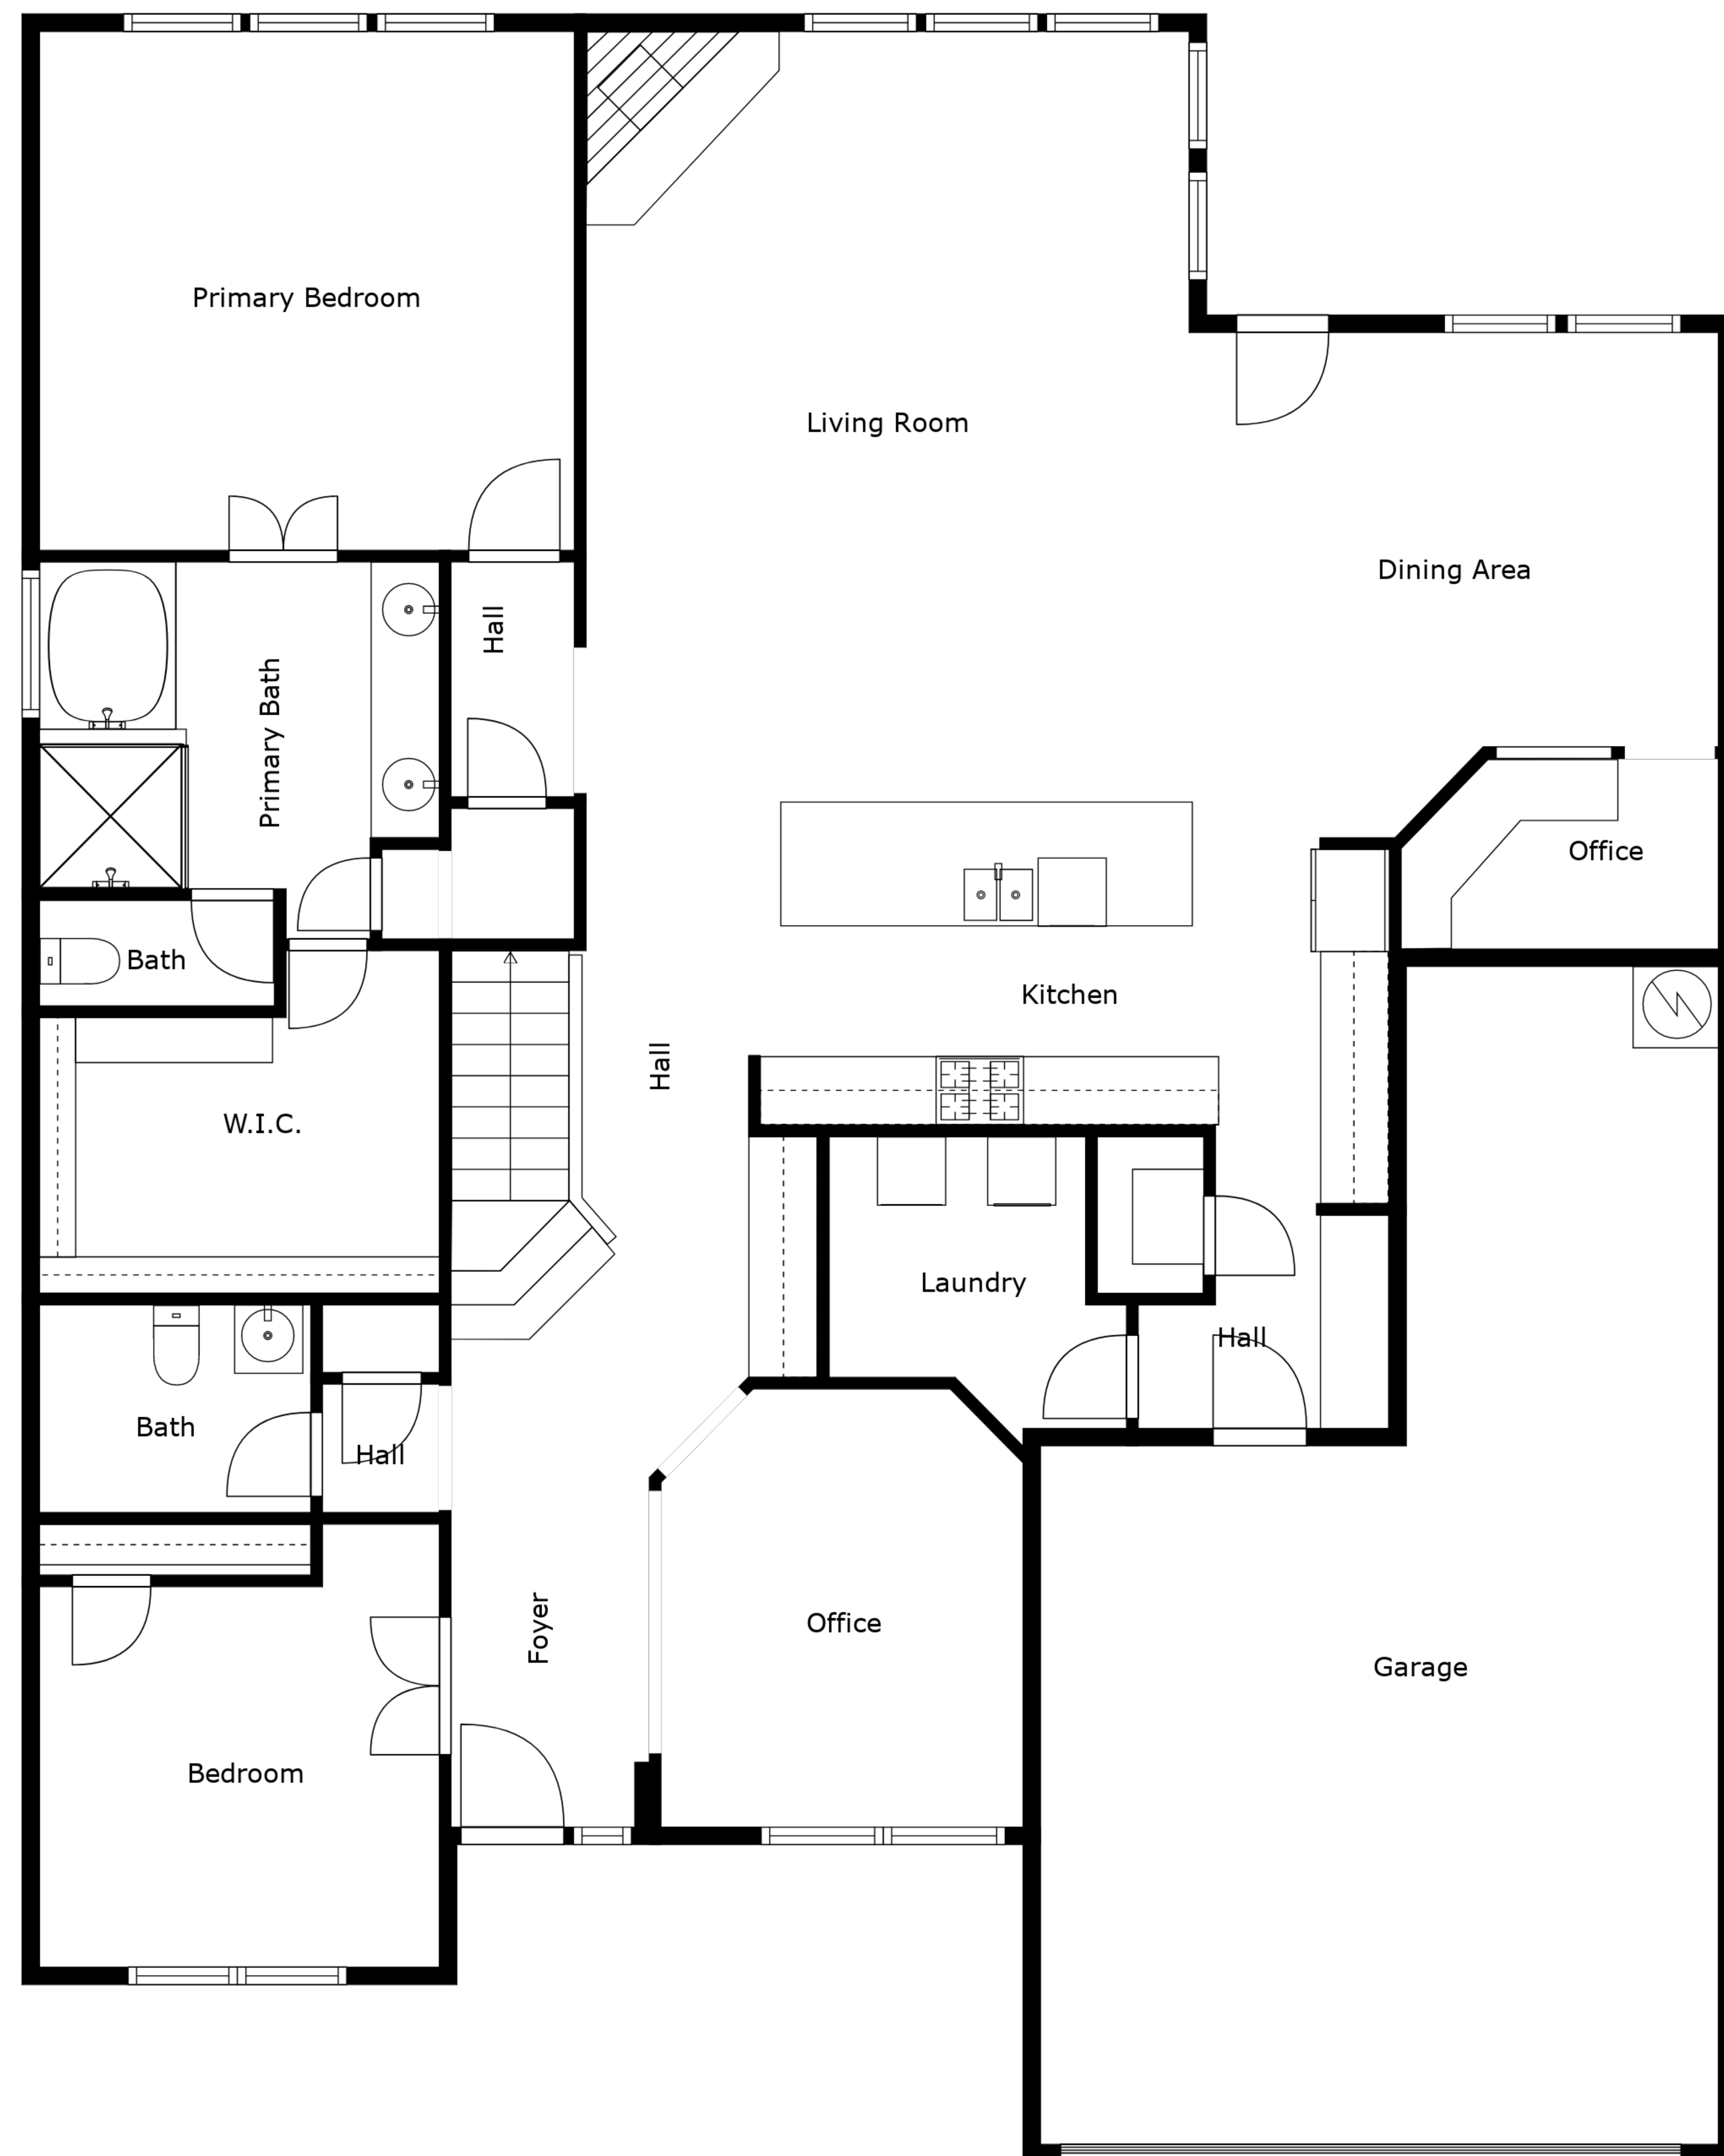 Primary Bedroom
Living Room
Dining Area
Hall
Primary Bath
Office
Bath
Kitchen
Hall
W.I.C.
Laundry
Hall
Bath
Hall
Foyer
Office
Garage
Bedroom